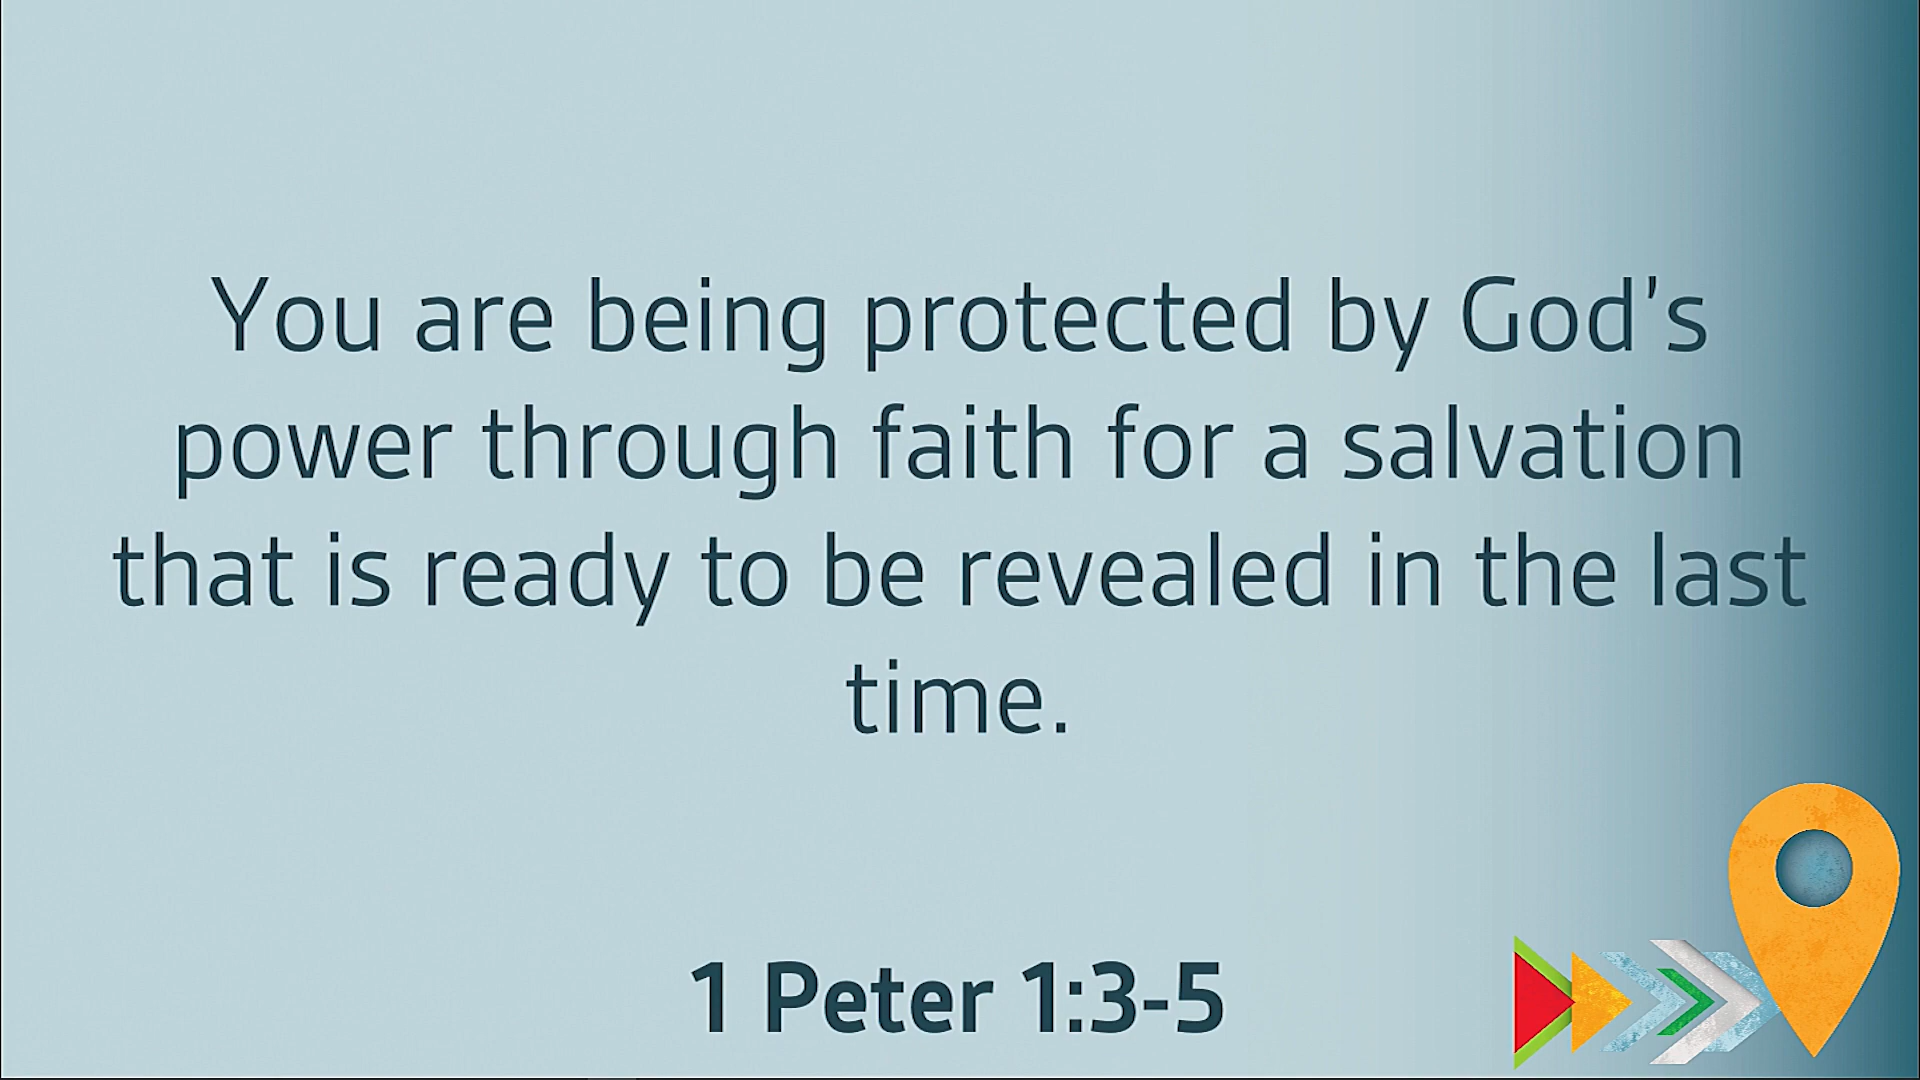 You are being protected by God's
power through faith for a salvation
that is ready to be revealed in the last
time.
1 Peter 1:3-5